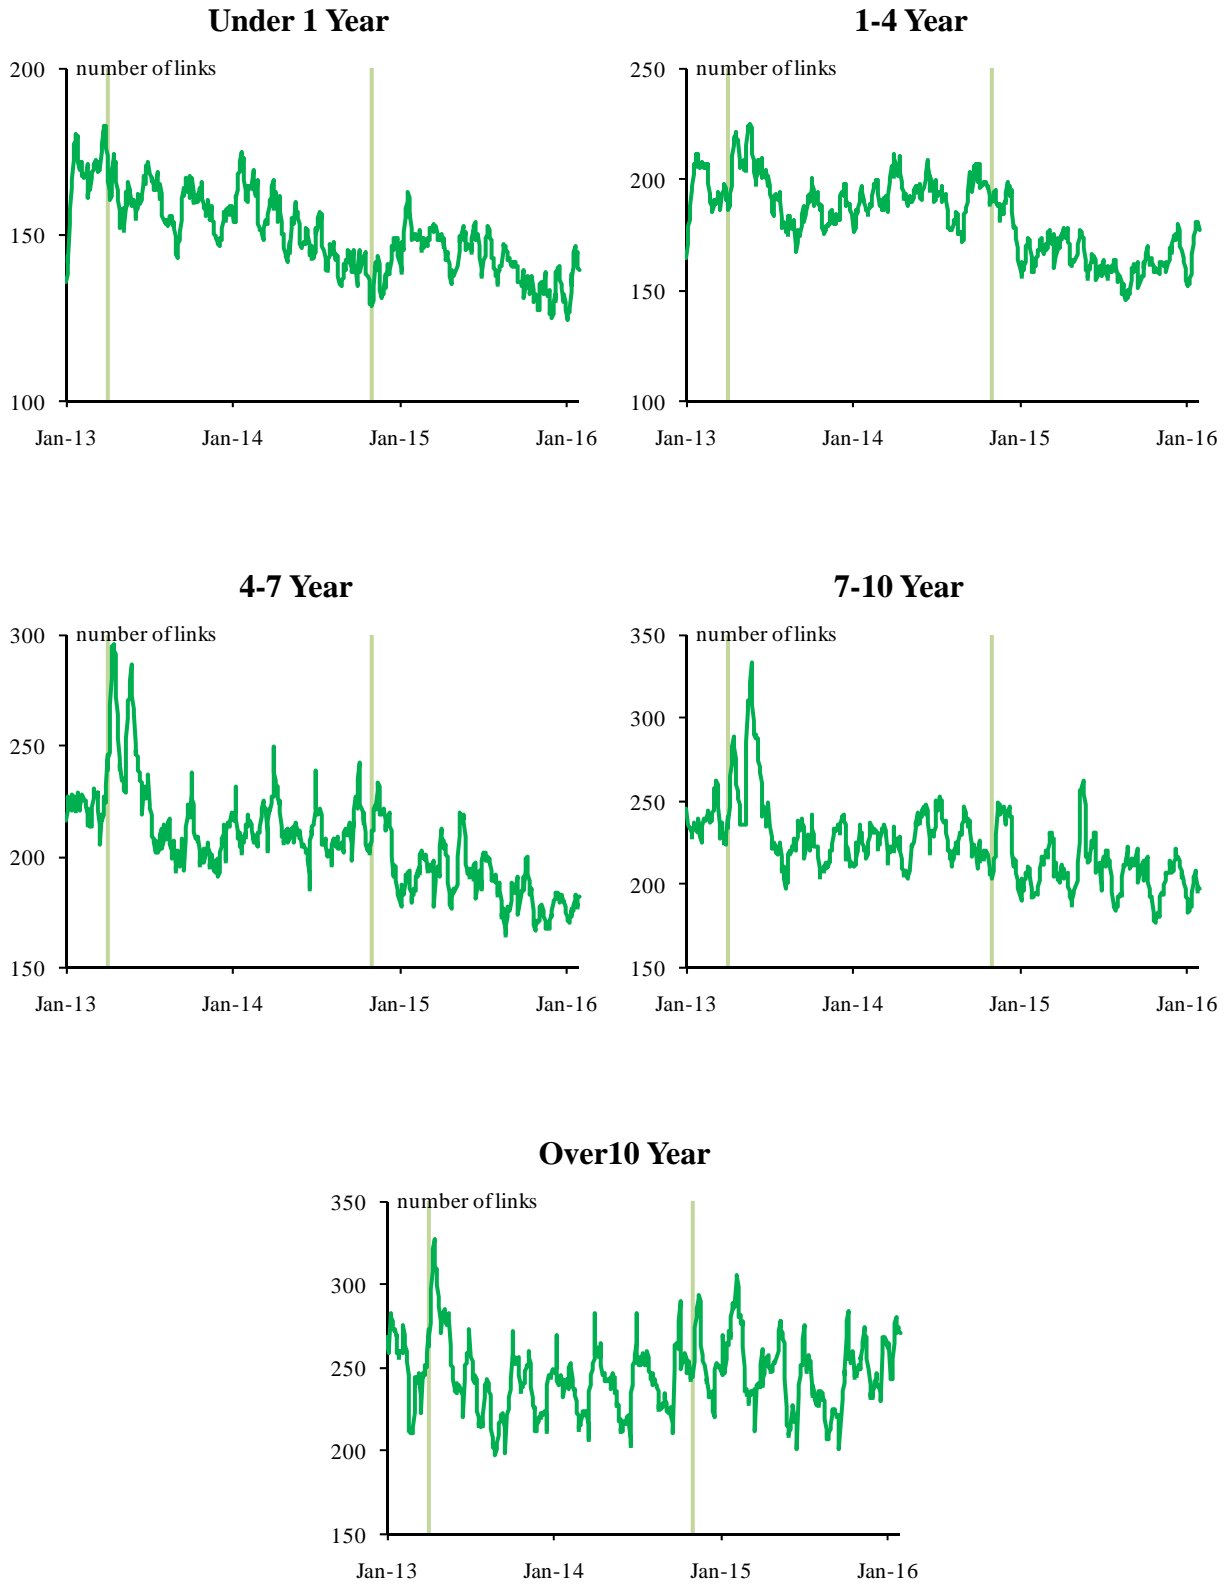 Under 1 Year
number of links
200
150
100
Jan-13 Jan-14 Jan-15 Jan-16
1-4 Year
number of links
250
200
150
100
Jan-13 Jan-14 Jan-15 Jan-16
4-7 Year
number of links
300
250
200
150
Jan-13 Jan-14 Jan-15 Jan-16
7-10 Year
number of links
350
300
250
200
150
Jan-13 Jan-14 Jan-15 Jan-16
Over10 Year
number of links
350
300
250
200
150
Jan-13 Jan-14 Jan-15 Jan-16